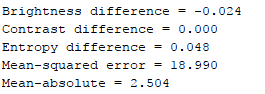 Brightness difference = -0.024
Contrast difference = 0.000
Entropy difference = 0.048
Mean-squared error = 18.990
Mean-absolute = 2.504